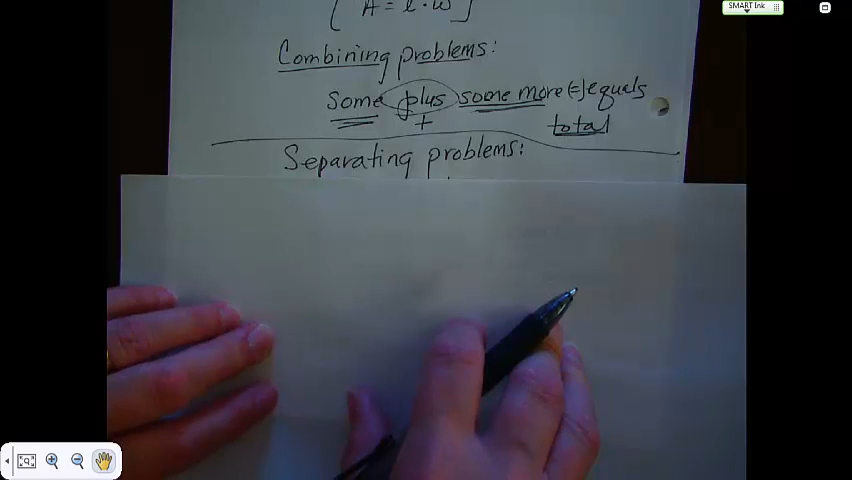 [ A = l · w ]
Combining problems:
Some plus some more (=) equals
+ total
Separating problems:
SMART Ink